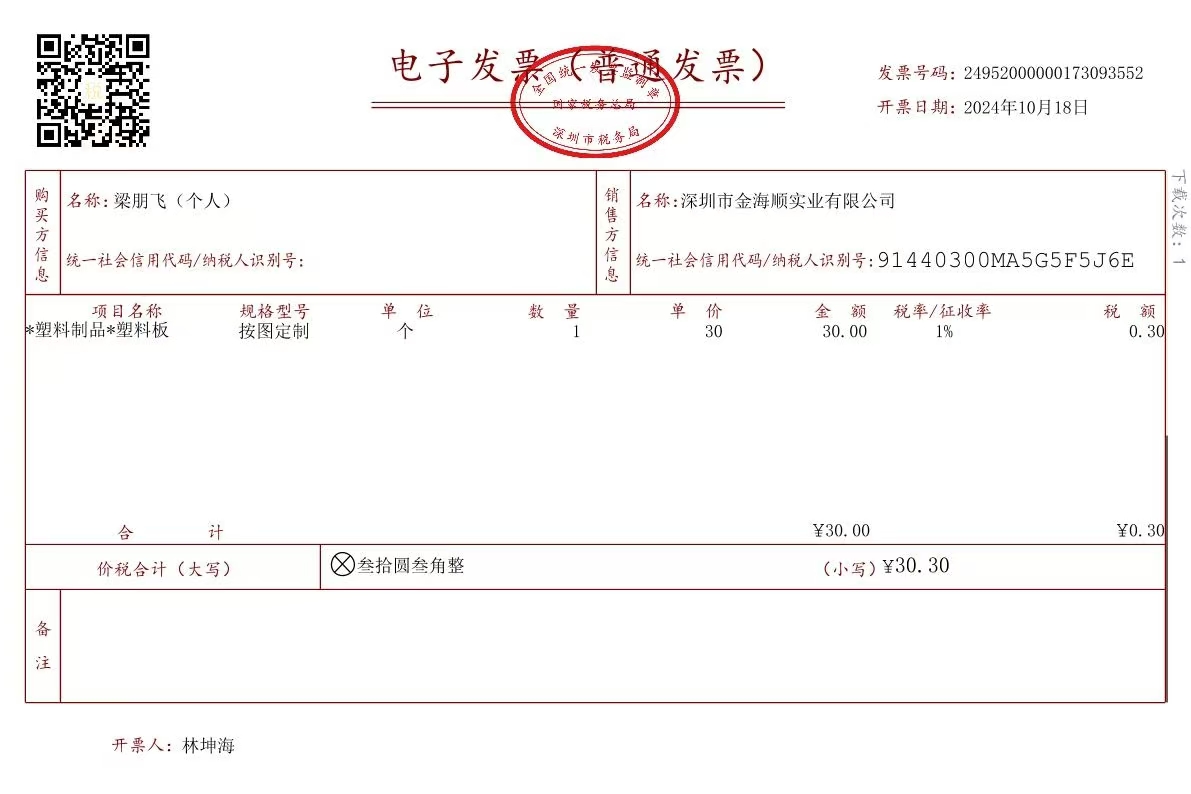 电子发票（普通发票）
全国统一发票监制章
国家税务总局
深圳市税务局
发票号码：24952000000173093552
开票日期：2024年10月18日
下载次数：1
购买方信息
名称：梁朋飞（个人）
统一社会信用代码/纳税人识别号：
销售方信息
名称：深圳市金海顺实业有限公司
统一社会信用代码/纳税人识别号：91440300MA5G5F5J6E
项目名称 规格型号 单 位 数 量 单 价 金 额 税率/征收率 税 额
*塑料制品*塑料板 按图定制 个 1 30 30.00 1% 0.30
合 计 ¥30.00 ¥0.30
价税合计（大写） ⊗叁拾圆叁角整 （小写）¥30.30
备注
开票人：林坤海